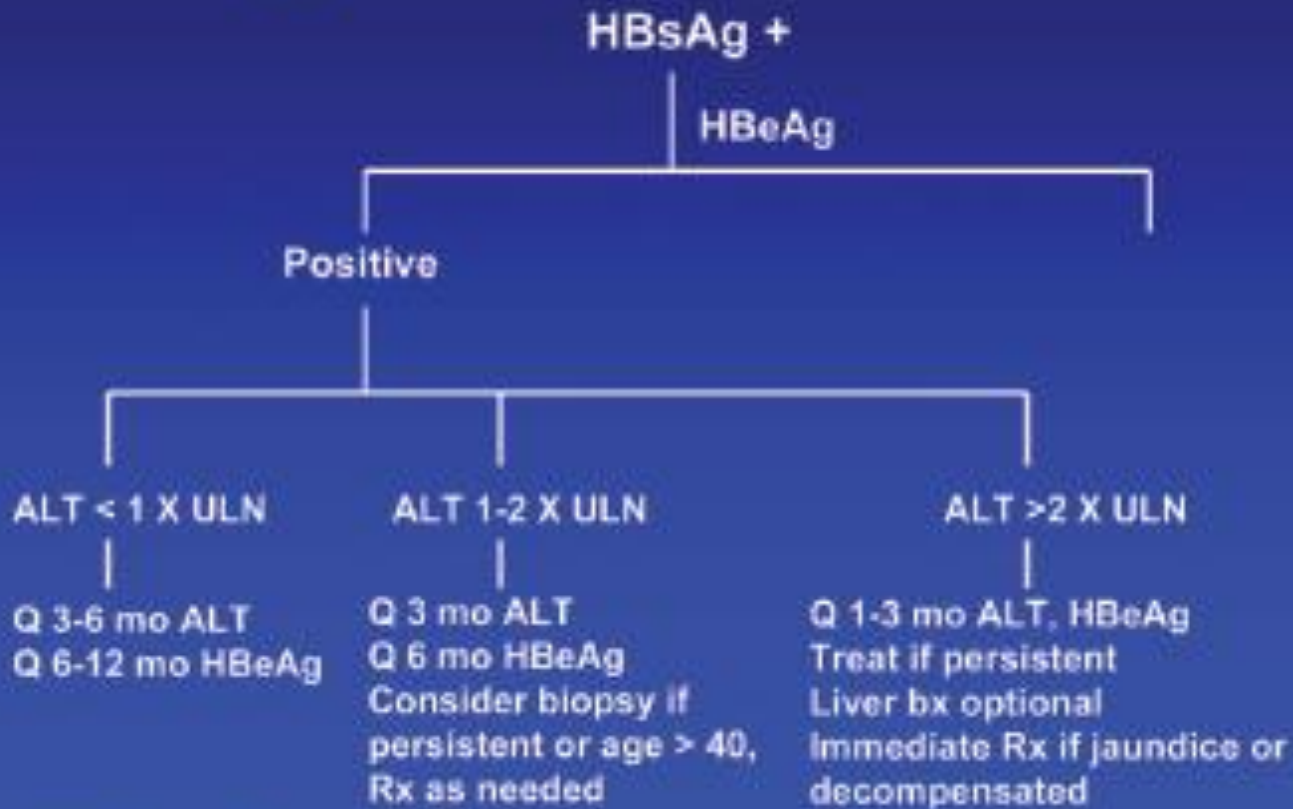 HBsAg +
HBeAg
Positive
ALT < 1 X ULN
ALT 1-2 X ULN
ALT >2 X ULN
Q 3-6 mo ALT
Q 6-12 mo HBeAg
Q 3 mo ALT
Q 6 mo HBeAg
Consider biopsy if
persistent or age > 40,
Rx as needed
Q 1-3 mo ALT, HBeAg
Treat if persistent
Liver bx optional
Immediate Rx if jaundice or
decompensated